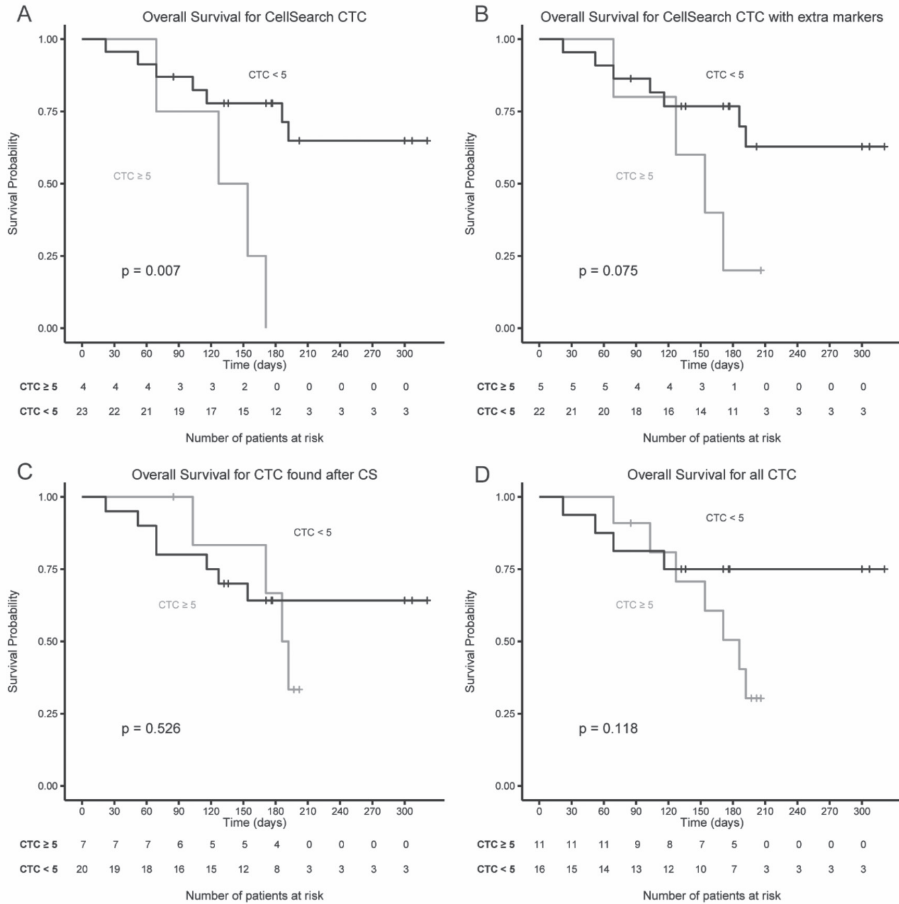 A
Overall Survival for CellSearch CTC
1.00
0.75
0.50
0.25
0.00
Survival Probability
CTC < 5
CTC ≥ 5
p = 0.007
0 30 60 90 120 150 180 210 240 270 300
Time (days)
CTC ≥ 5 4 4 4 3 3 2 0 0 0 0 0
CTC < 5 23 22 21 19 17 15 12 3 3 3 3
Number of patients at risk
B
Overall Survival for CellSearch CTC with extra markers
1.00
0.75
0.50
0.25
0.00
Survival Probability
CTC < 5
CTC ≥ 5
p = 0.075
0 30 60 90 120 150 180 210 240 270 300
Time (days)
CTC ≥ 5 5 5 5 4 4 3 1 0 0 0 0
CTC < 5 22 21 20 18 16 14 11 3 3 3 3
Number of patients at risk
C
Overall Survival for CTC found after CS
1.00
0.75
0.50
0.25
0.00
Survival Probability
CTC < 5
CTC ≥ 5
p = 0.526
0 30 60 90 120 150 180 210 240 270 300
Time (days)
CTC ≥ 5 7 7 7 6 5 5 4 0 0 0 0
CTC < 5 20 19 18 16 15 12 8 3 3 3 3
Number of patients at risk
D
Overall Survival for all CTC
1.00
0.75
0.50
0.25
0.00
Survival Probability
CTC < 5
CTC ≥ 5
p = 0.118
0 30 60 90 120 150 180 210 240 270 300
Time (days)
CTC ≥ 5 11 11 11 9 8 7 5 0 0 0 0
CTC < 5 16 15 14 13 12 10 7 3 3 3 3
Number of patients at risk